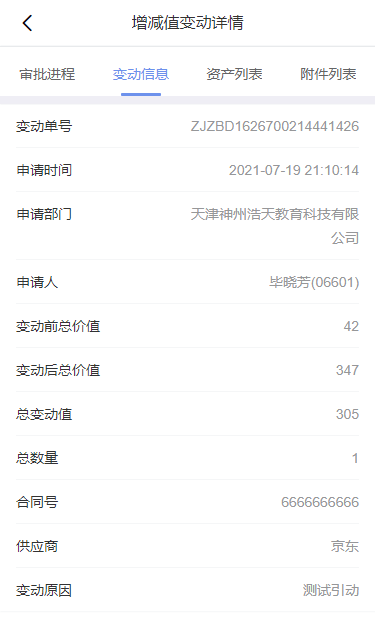 增减值变动详情
审批进程 变动信息 资产列表 附件列表
变动单号 ZJZBD1626700214441426
申请时间 2021-07-19 21:10:14
申请部门 天津神州浩天教育科技有限
公司
申请人 毕晓芳(06601)
变动前总价值 42
变动后总价值 347
总变动值 305
总数量 1
合同号 6666666666
供应商 京东
变动原因 测试引动